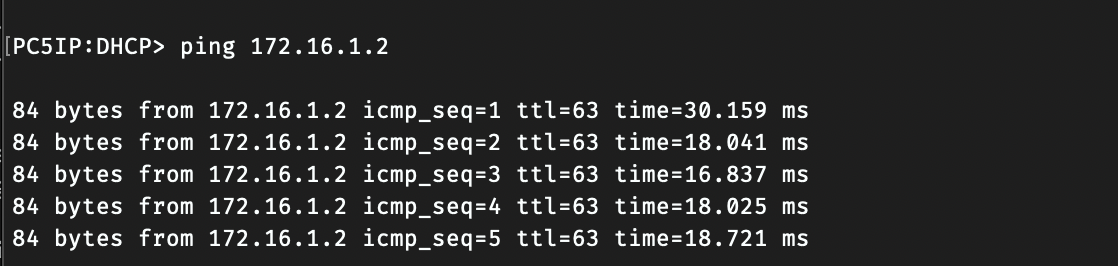 [PC5IP:DHCP> ping 172.16.1.2
84 bytes from 172.16.1.2 icmp_seq=1 ttl=63 time=30.159 ms
84 bytes from 172.16.1.2 icmp_seq=2 ttl=63 time=18.041 ms
84 bytes from 172.16.1.2 icmp_seq=3 ttl=63 time=16.837 ms
84 bytes from 172.16.1.2 icmp_seq=4 ttl=63 time=18.025 ms
84 bytes from 172.16.1.2 icmp_seq=5 ttl=63 time=18.721 ms